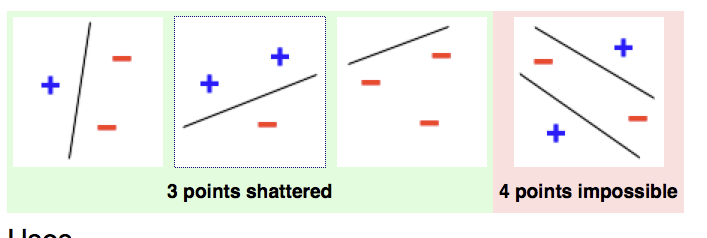 3 points shattered
4 points impossible